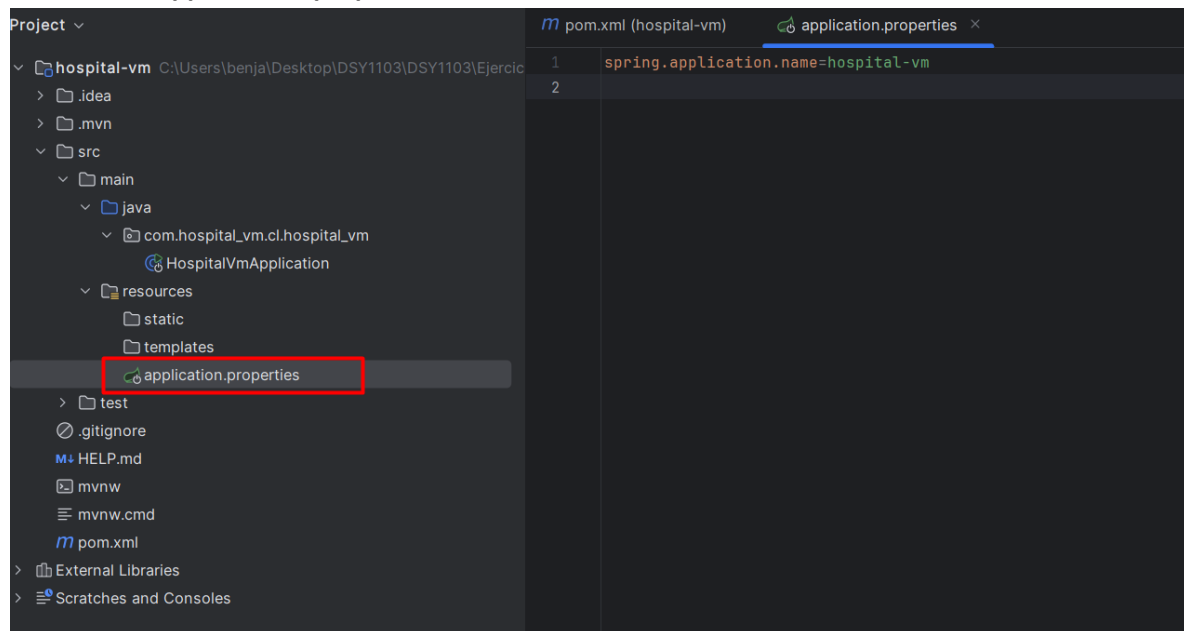 Project
hospital-vm C:\Users\benja\Desktop\DSY1103\DSY1103\Ejercic
.idea
.mvn
src
main
java
com.hospital_vm.cl.hospital_vm
HospitalVmApplication
resources
static
templates
application.properties
test
.gitignore
M↓ HELP.md
mvnw
mvnw.cmd
m pom.xml
External Libraries
Scratches and Consoles
m pom.xml (hospital-vm) application.properties ×
1 spring.application.name=hospital-vm
2